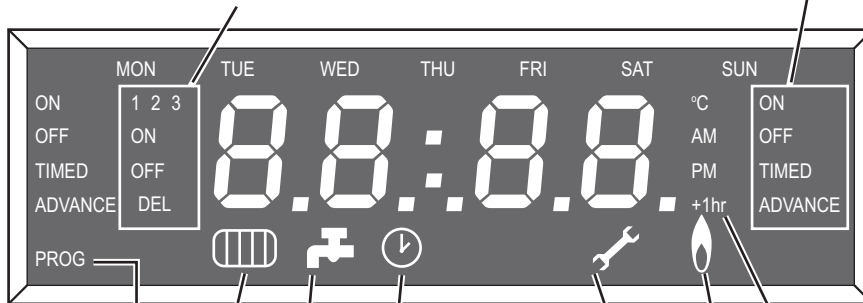 MON TUE WED THU FRI SAT SUN
ON 1 2 3 8.8:.8.8. °C ON
OFF ON AM OFF
TIMED OFF PM TIMED
ADVANCE DEL +1hr ADVANCE
PROG